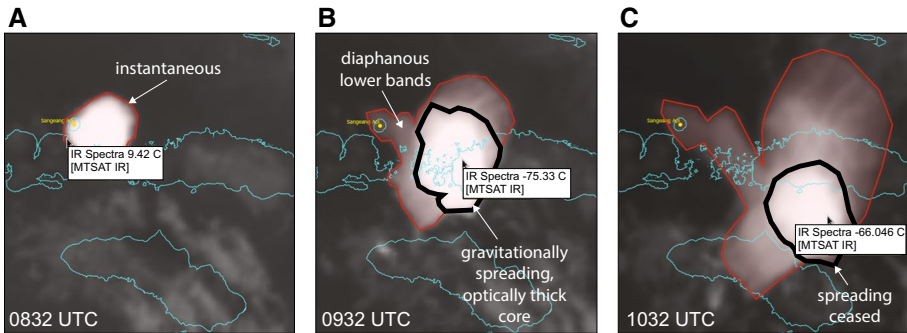 A
instantaneous
Sangeang Api
IR Spectra 9.42 C
[MTSAT IR]
0832 UTC
B
diaphanous
lower bands
Sangeang Api
IR Spectra -75.33 C
[MTSAT IR]
gravitationally
spreading,
optically thick
core
0932 UTC
C
Sangeang Api
IR Spectra -66.046 C
[MTSAT IR]
spreading
ceased
1032 UTC